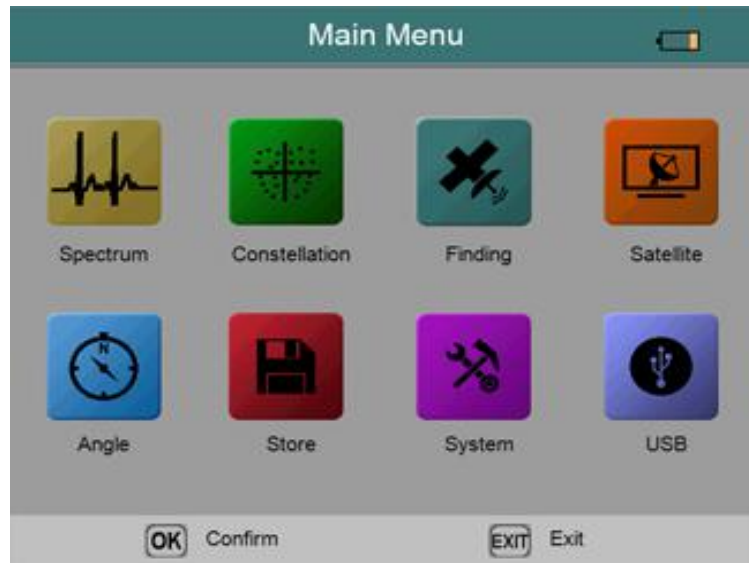 Main Menu
Spectrum Constellation Finding Satellite
N
Angle Store System USB
OK Confirm EXIT Exit